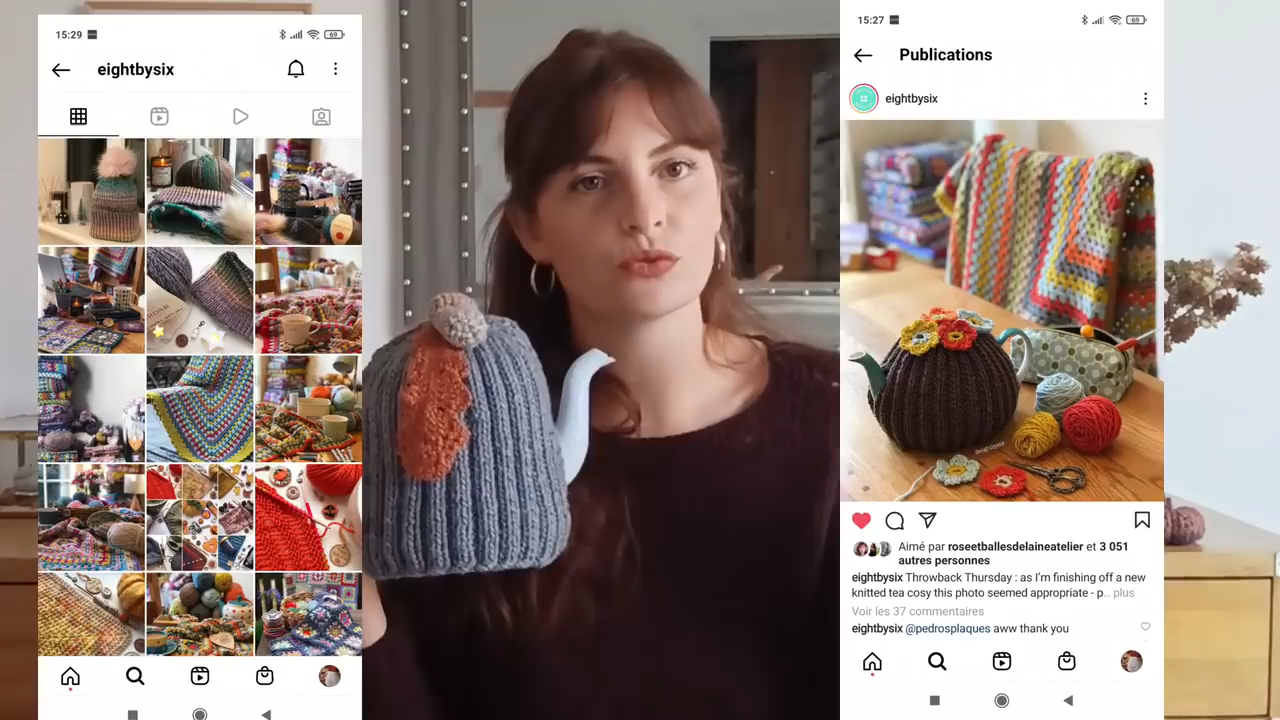 15:29
69
eightbysix
15:27
69
Publications
eightbysix
Aimé par roseetballesdelaineatelier et 3 051
autres personnes
eightbysix Throwback Thursday : as I'm finishing off a new
knitted tea cosy this photo seemed appropriate - p... plus
Voir les 37 commentaires
eightbysix @pedrosplaques aww thank you